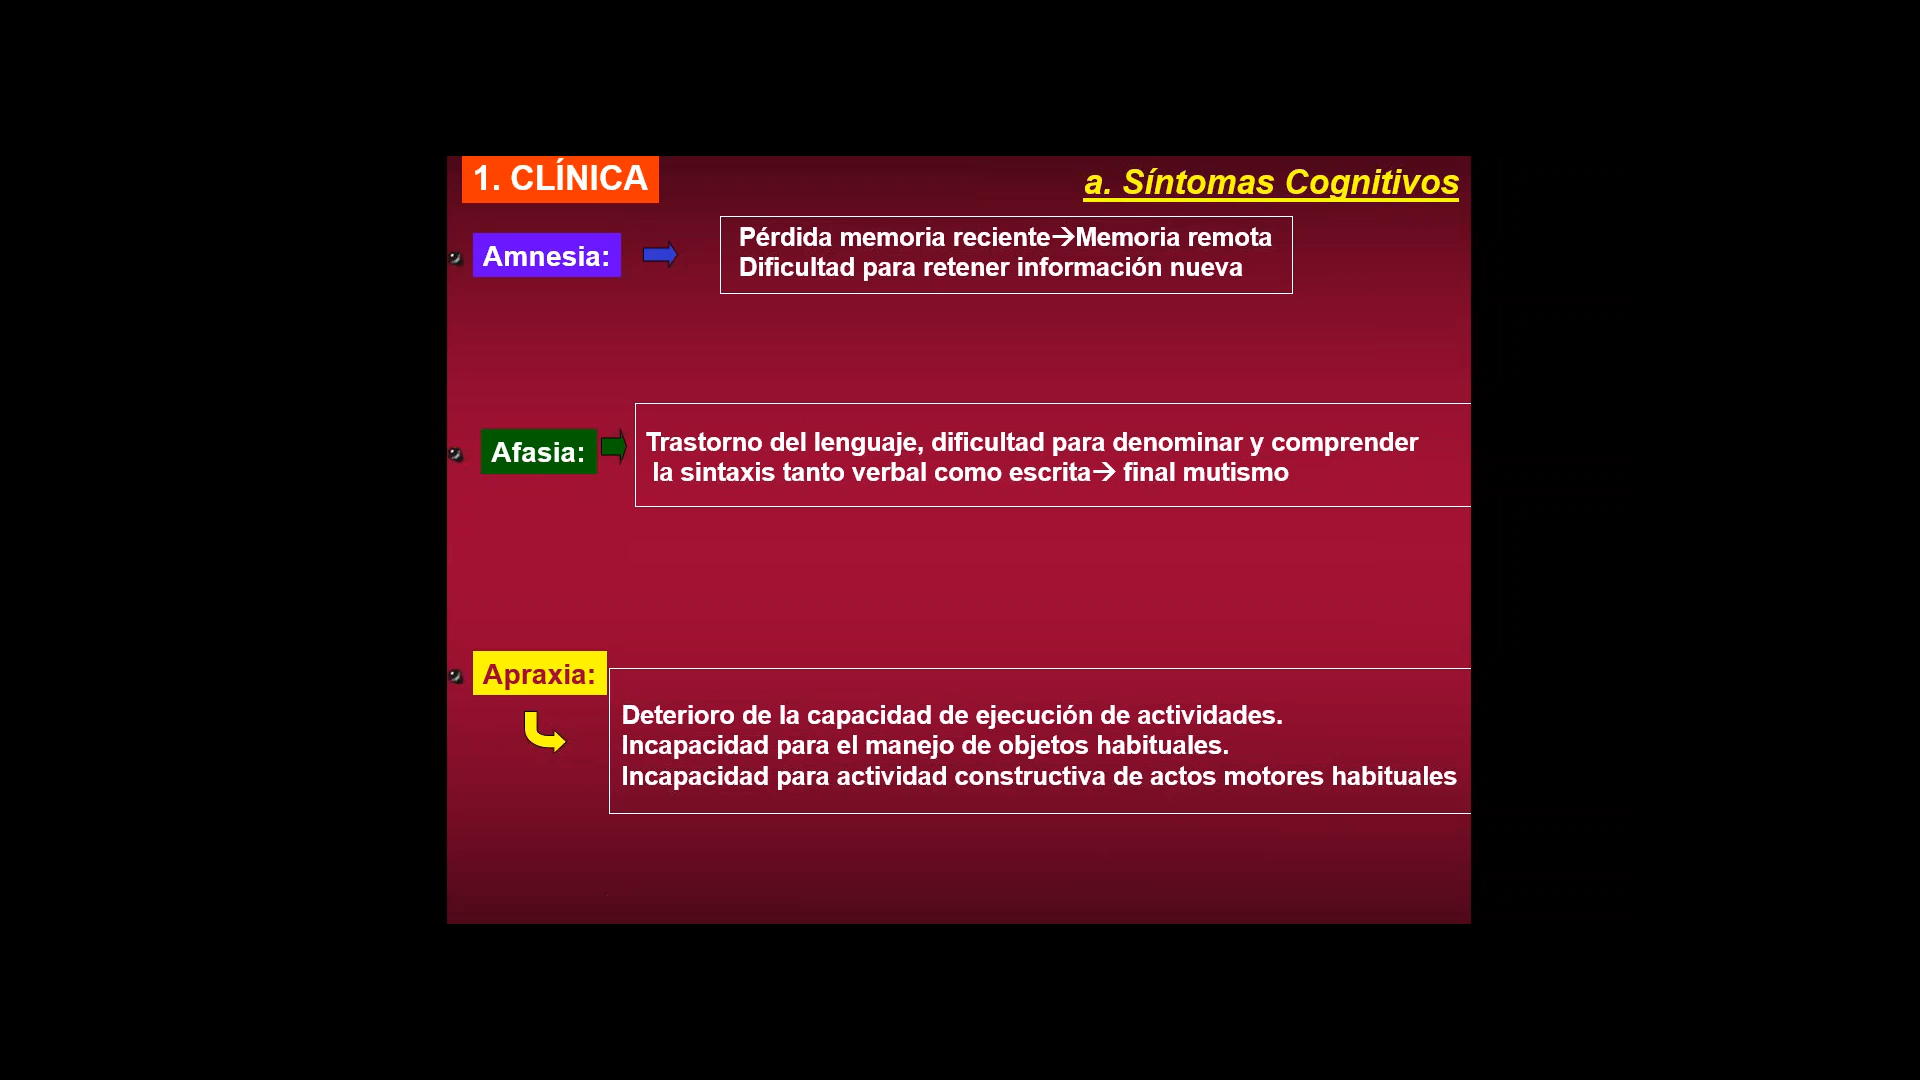 1. CLÍNICA
a. Síntomas Cognitivos
Amnesia:
Pérdida memoria reciente→Memoria remota
Dificultad para retener información nueva
Afasia:
Trastorno del lenguaje, dificultad para denominar y comprender
la sintaxis tanto verbal como escrita→ final mutismo
Apraxia:
Deterioro de la capacidad de ejecución de actividades.
Incapacidad para el manejo de objetos habituales.
Incapacidad para actividad constructiva de actos motores habituales